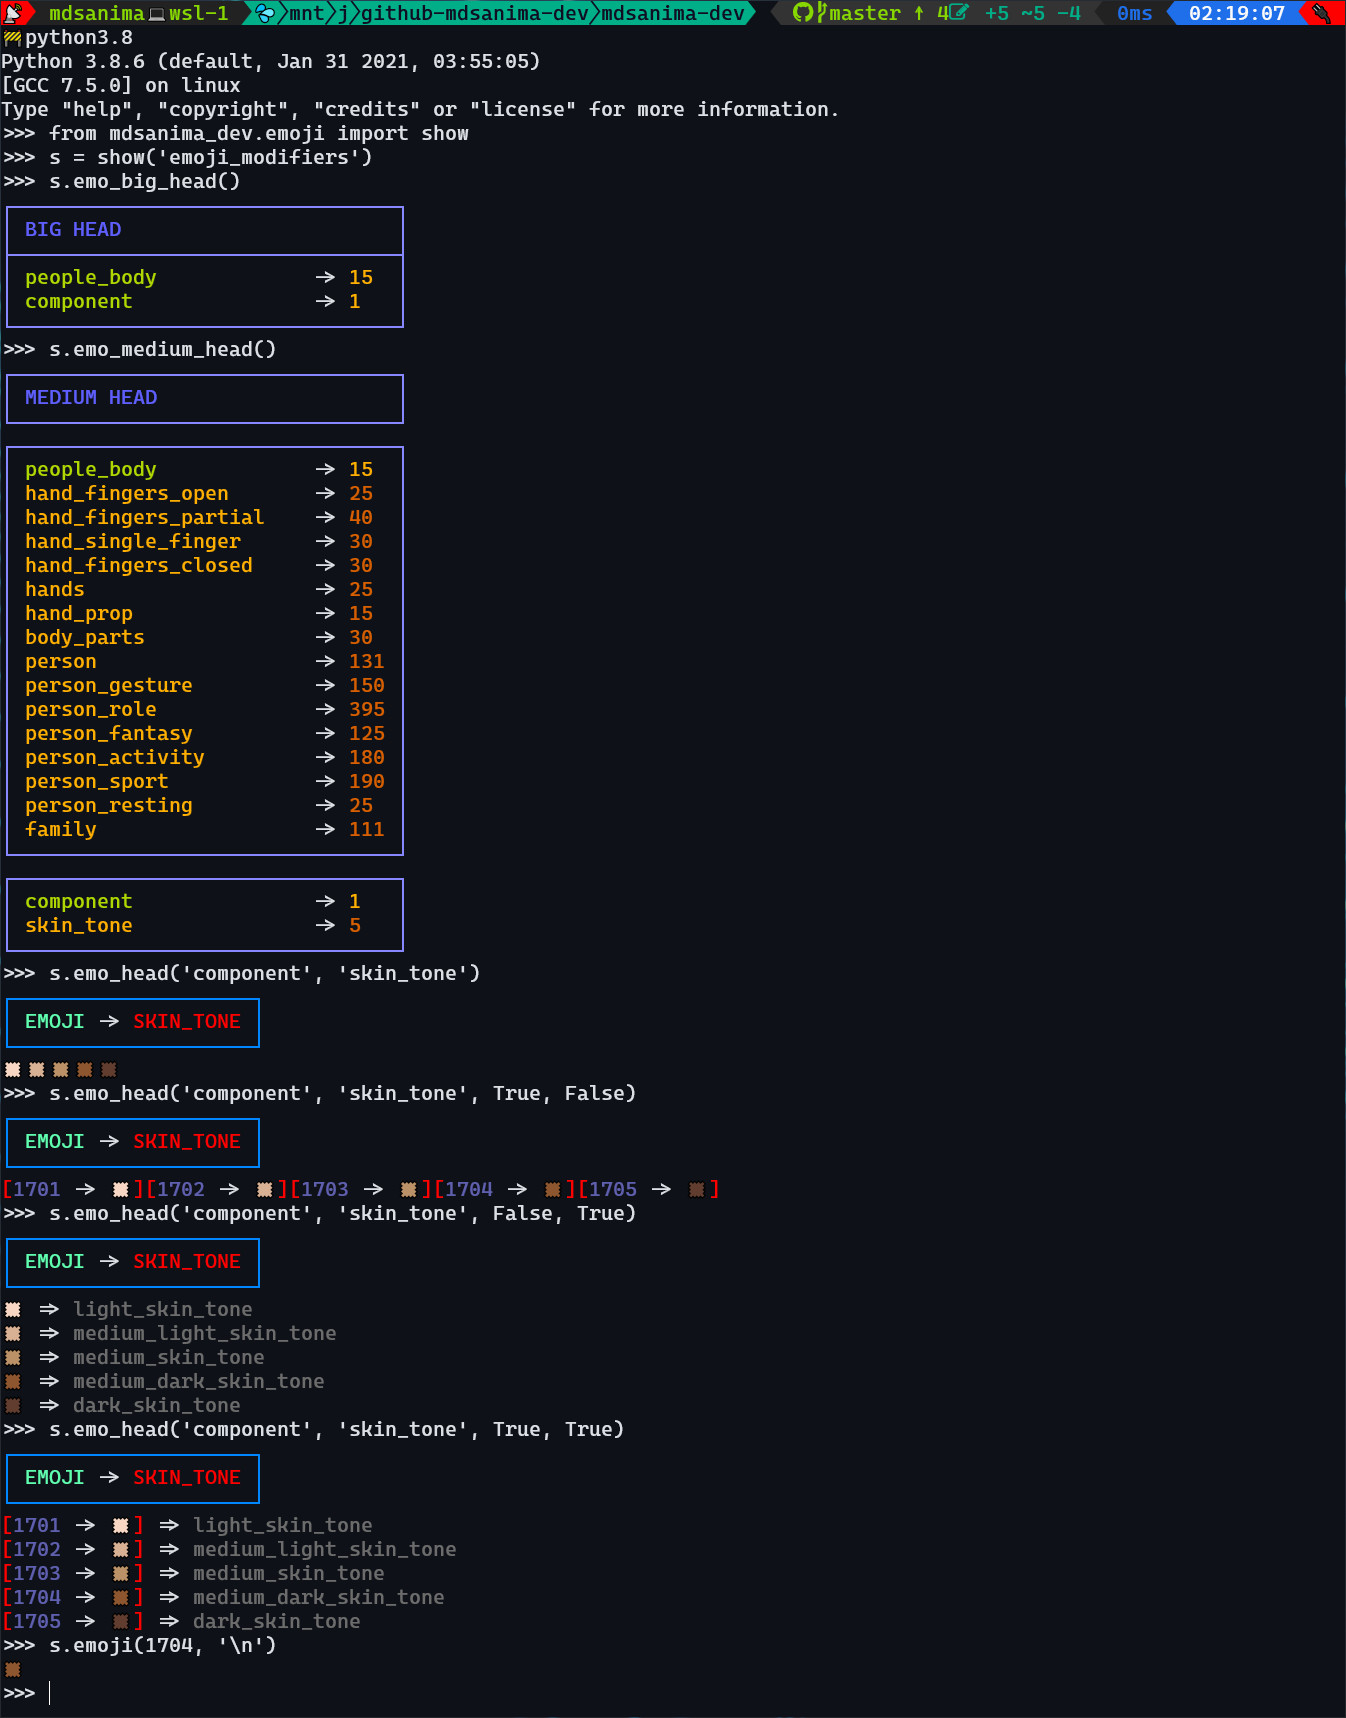 mdsanima wsl-1 mnt j github-mdsanima-dev mdsanima-dev master ↑ 4 +5 ~5 -4 0ms 02:19:07
python3.8
Python 3.8.6 (default, Jan 31 2021, 03:55:05)
[GCC 7.5.0] on linux
Type "help", "copyright", "credits" or "license" for more information.
>>> from mdsanima_dev.emoji import show
>>> s = show('emoji_modifiers')
>>> s.emo_big_head()
BIG HEAD
people_body → 15
component → 1
>>> s.emo_medium_head()
MEDIUM HEAD
people_body → 15
hand_fingers_open → 25
hand_fingers_partial → 40
hand_single_finger → 30
hand_fingers_closed → 30
hands → 25
hand_prop → 15
body_parts → 30
person → 131
person_gesture → 150
person_role → 395
person_fantasy → 125
person_activity → 180
person_sport → 190
person_resting → 25
family → 111
component → 1
skin_tone → 5
>>> s.emo_head('component', 'skin_tone')
EMOJI → SKIN_TONE
🏻 🏼 🏽 🏾 🏿
>>> s.emo_head('component', 'skin_tone', True, False)
EMOJI → SKIN_TONE
[1701 → 🏻][1702 → 🏼][1703 → 🏽][1704 → 🏾][1705 → 🏿]
>>> s.emo_head('component', 'skin_tone', False, True)
EMOJI → SKIN_TONE
🏻 ⇒ light_skin_tone
🏼 ⇒ medium_light_skin_tone
🏽 ⇒ medium_skin_tone
🏾 ⇒ medium_dark_skin_tone
🏿 ⇒ dark_skin_tone
>>> s.emo_head('component', 'skin_tone', True, True)
EMOJI → SKIN_TONE
[1701 → 🏻] ⇒ light_skin_tone
[1702 → 🏼] ⇒ medium_light_skin_tone
[1703 → 🏽] ⇒ medium_skin_tone
[1704 → 🏾] ⇒ medium_dark_skin_tone
[1705 → 🏿] ⇒ dark_skin_tone
>>> s.emoji(1704, '\n')
🏾
>>>